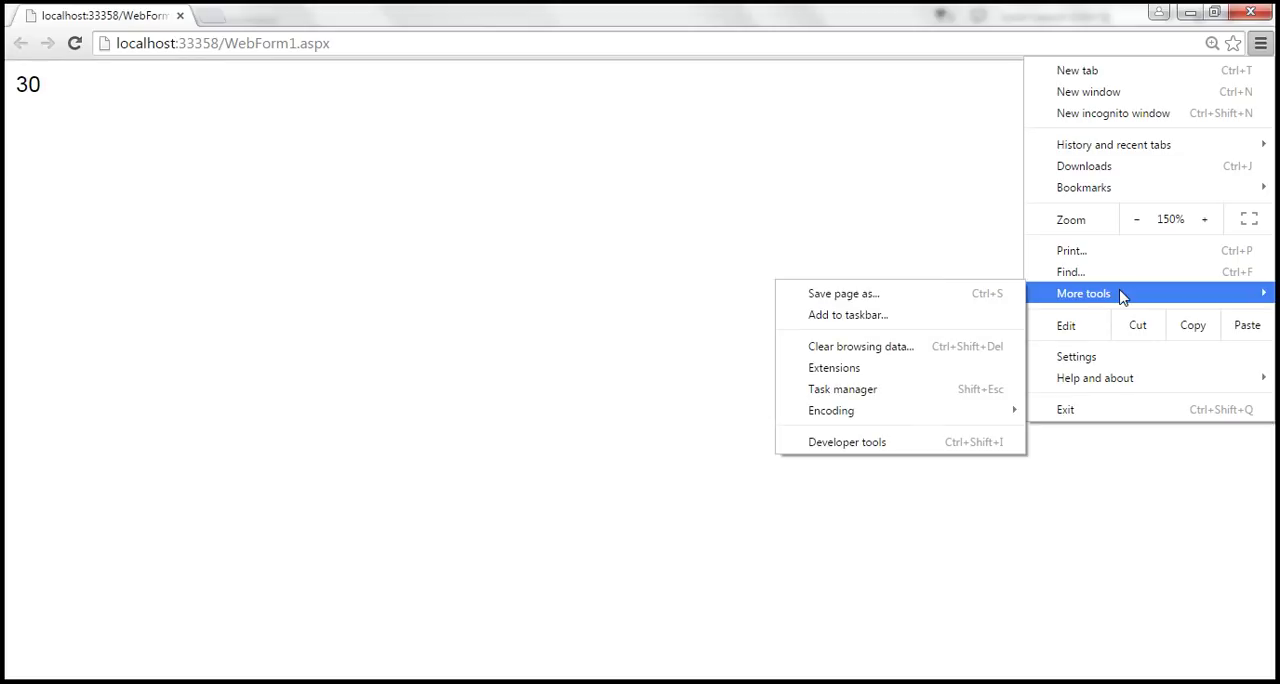 localhost:33358/WebForm
localhost:33358/WebForm1.aspx
30
New tab Ctrl+T
New window Ctrl+N
New incognito window Ctrl+Shift+N
History and recent tabs
Downloads Ctrl+J
Bookmarks
Zoom - 150% +
Print... Ctrl+P
Find... Ctrl+F
More tools
Edit Cut Copy Paste
Settings
Help and about
Exit Ctrl+Shift+Q
Save page as... Ctrl+S
Add to taskbar...
Clear browsing data... Ctrl+Shift+Del
Extensions
Task manager Shift+Esc
Encoding
Developer tools Ctrl+Shift+I